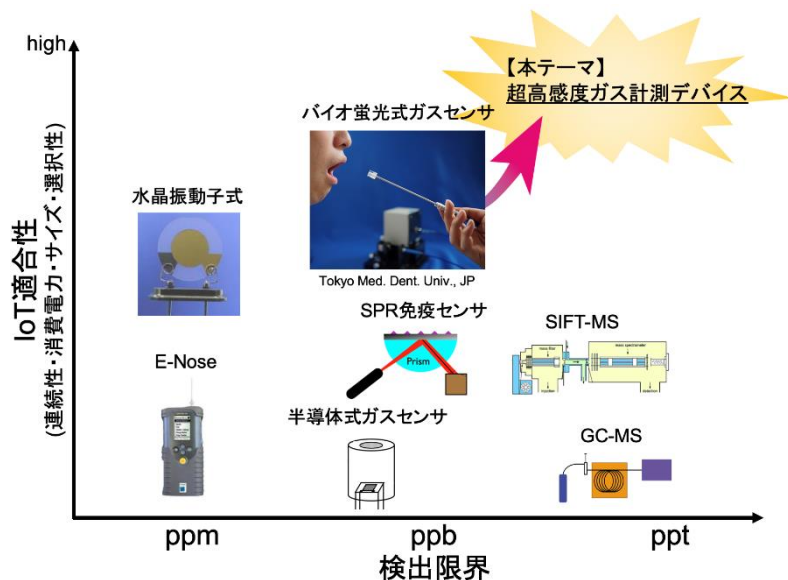 high
【本テーマ】
超高感度ガス計測デバイス
バイオ蛍光式ガスセンサ
水晶振動子式
Tokyo Med. Dent. Univ., JP
IoT適合性
(連続性・消費電力・サイズ・選択性)
SPR免疫センサ
Prism
SIFT-MS
E-Nose
半導体式ガスセンサ
GC-MS
ppm
ppb
ppt
検出限界